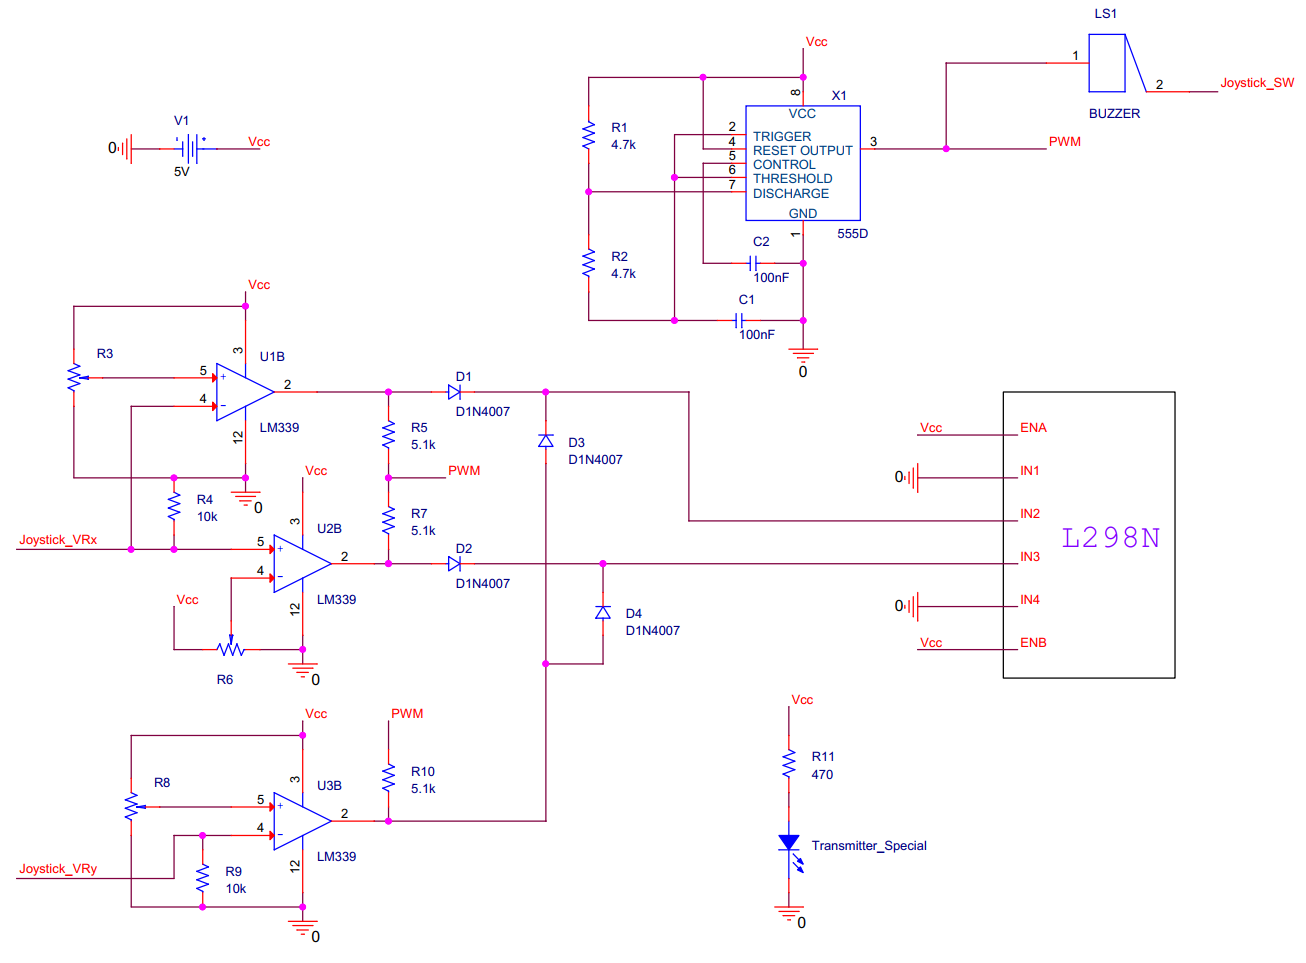 LS1
1
2
Joystick_SW
BUZZER
Vcc
8
X1
VCC
2 TRIGGER
4 RESET OUTPUT 3
5 CONTROL
6 THRESHOLD
7 DISCHARGE
GND
1
555D
PWM
R1
4.7k
R2
4.7k
C2
100nF
C1
100nF
0
V1
0
Vcc
5V
Vcc
R3
3
U1B
5
+
2
4
-
12
LM339
0
R4
10k
Joystick_VRx
D1
D1N4007
R5
5.1k
D3
D1N4007
PWM
R7
5.1k
Vcc
3
U2B
5
+
2
4
-
12
LM339
D2
D1N4007
D4
D1N4007
Vcc
R6
0
Vcc ENA
0 IN1
IN2
L298N
IN3
0 IN4
Vcc ENB
Vcc
PWM
R8
3
U3B
5
+
2
4
-
12
LM339
R10
5.1k
Joystick_VRy
R9
10k
0
Vcc
R11
470
Transmitter_Special
0